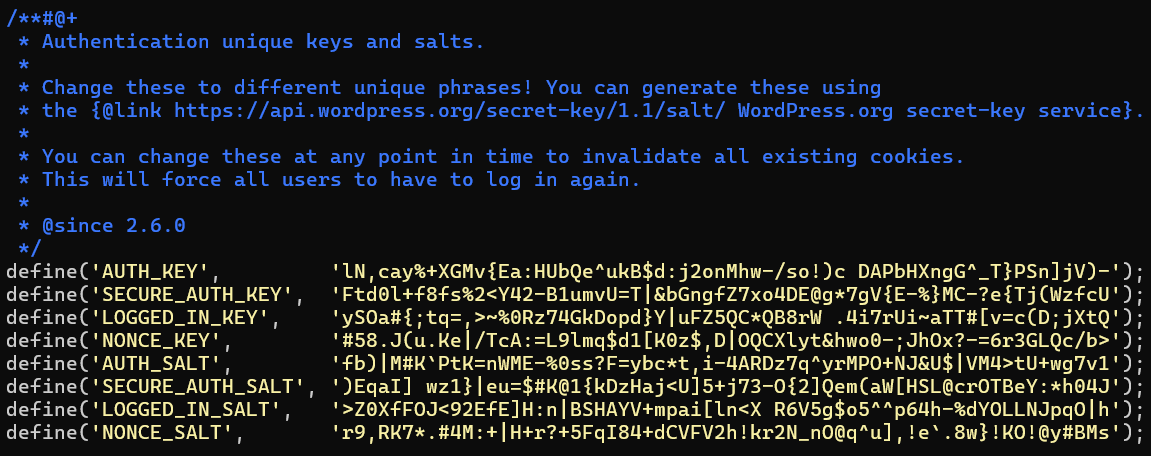 /**#@+
 * Authentication unique keys and salts.
 *
 * Change these to different unique phrases! You can generate these using
 * the {@link https://api.wordpress.org/secret-key/1.1/salt/ WordPress.org secret-key service}.
 *
 * You can change these at any point in time to invalidate all existing cookies.
 * This will force all users to have to log in again.
 *
 * @since 2.6.0
 */
define('AUTH_KEY',         'lN,cay%+XGMv{Ea:HUbQe^ukB$d:j2onMhw-/so!)c DAPbHXngG^_T}PSn]jV)-');
define('SECURE_AUTH_KEY',  'Ftd0l+f8fs%2<Y42-B1umvU=T|&bGngfZ7xo4DE@g*7gV{E-%}MC-?e{Tj(WzfcU');
define('LOGGED_IN_KEY',    'ySOa#{;tq=,>~%0Rz74GkDopd}Y|uFZ5QC*QB8rW .4i7rUi~aTT#[v=c(D;jXtQ');
define('NONCE_KEY',        '#58.J(u.Ke|/TcA:=L9lmq$d1[K0z$,D|OQCXlyt&hwo0-;JhOx?-=6r3GLQc/b>');
define('AUTH_SALT',        'fb)|M#K`PtK=nWME-%0ss?F=ybc*t,i-4ARDz7q^yrMPO+NJ&U$|VM4>tU+wg7v1');
define('SECURE_AUTH_SALT', ')EqaI] wz1}|eu=$#K@1{kDzHaj<U]5+j73-O{2]Qem(aW[HSL@crOTBeY:*h04J');
define('LOGGED_IN_SALT',   '>Z0XfFOJ<92EfE]H:n|BSHAYV+mpai[ln<X R6V5g$o5^^p64h-%dYOLLNJpqO|h');
define('NONCE_SALT',       'r9,RK7*.#4M:+|H+r?+5FqI84+dCVFV2h!kr2N_nO@q^u],!e`.8w}!KO!@y#BMs');